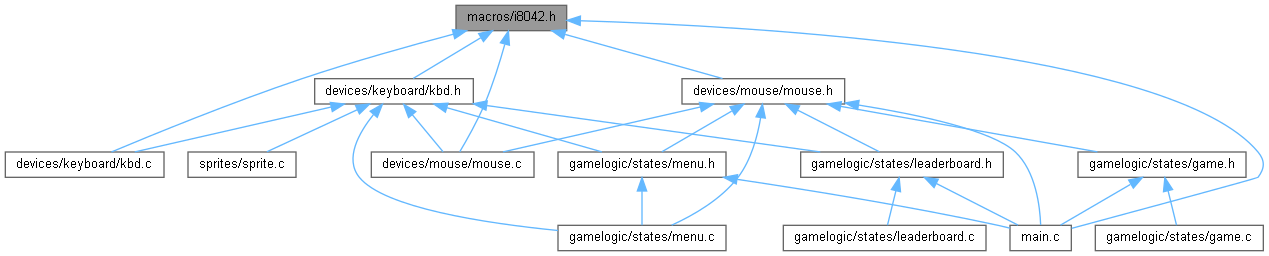 macros/i8042.h
devices/keyboard/kbd.h
devices/mouse/mouse.h
devices/keyboard/kbd.c
sprites/sprite.c
devices/mouse/mouse.c
gamelogic/states/menu.h
gamelogic/states/leaderboard.h
gamelogic/states/game.h
gamelogic/states/menu.c
gamelogic/states/leaderboard.c
main.c
gamelogic/states/game.c